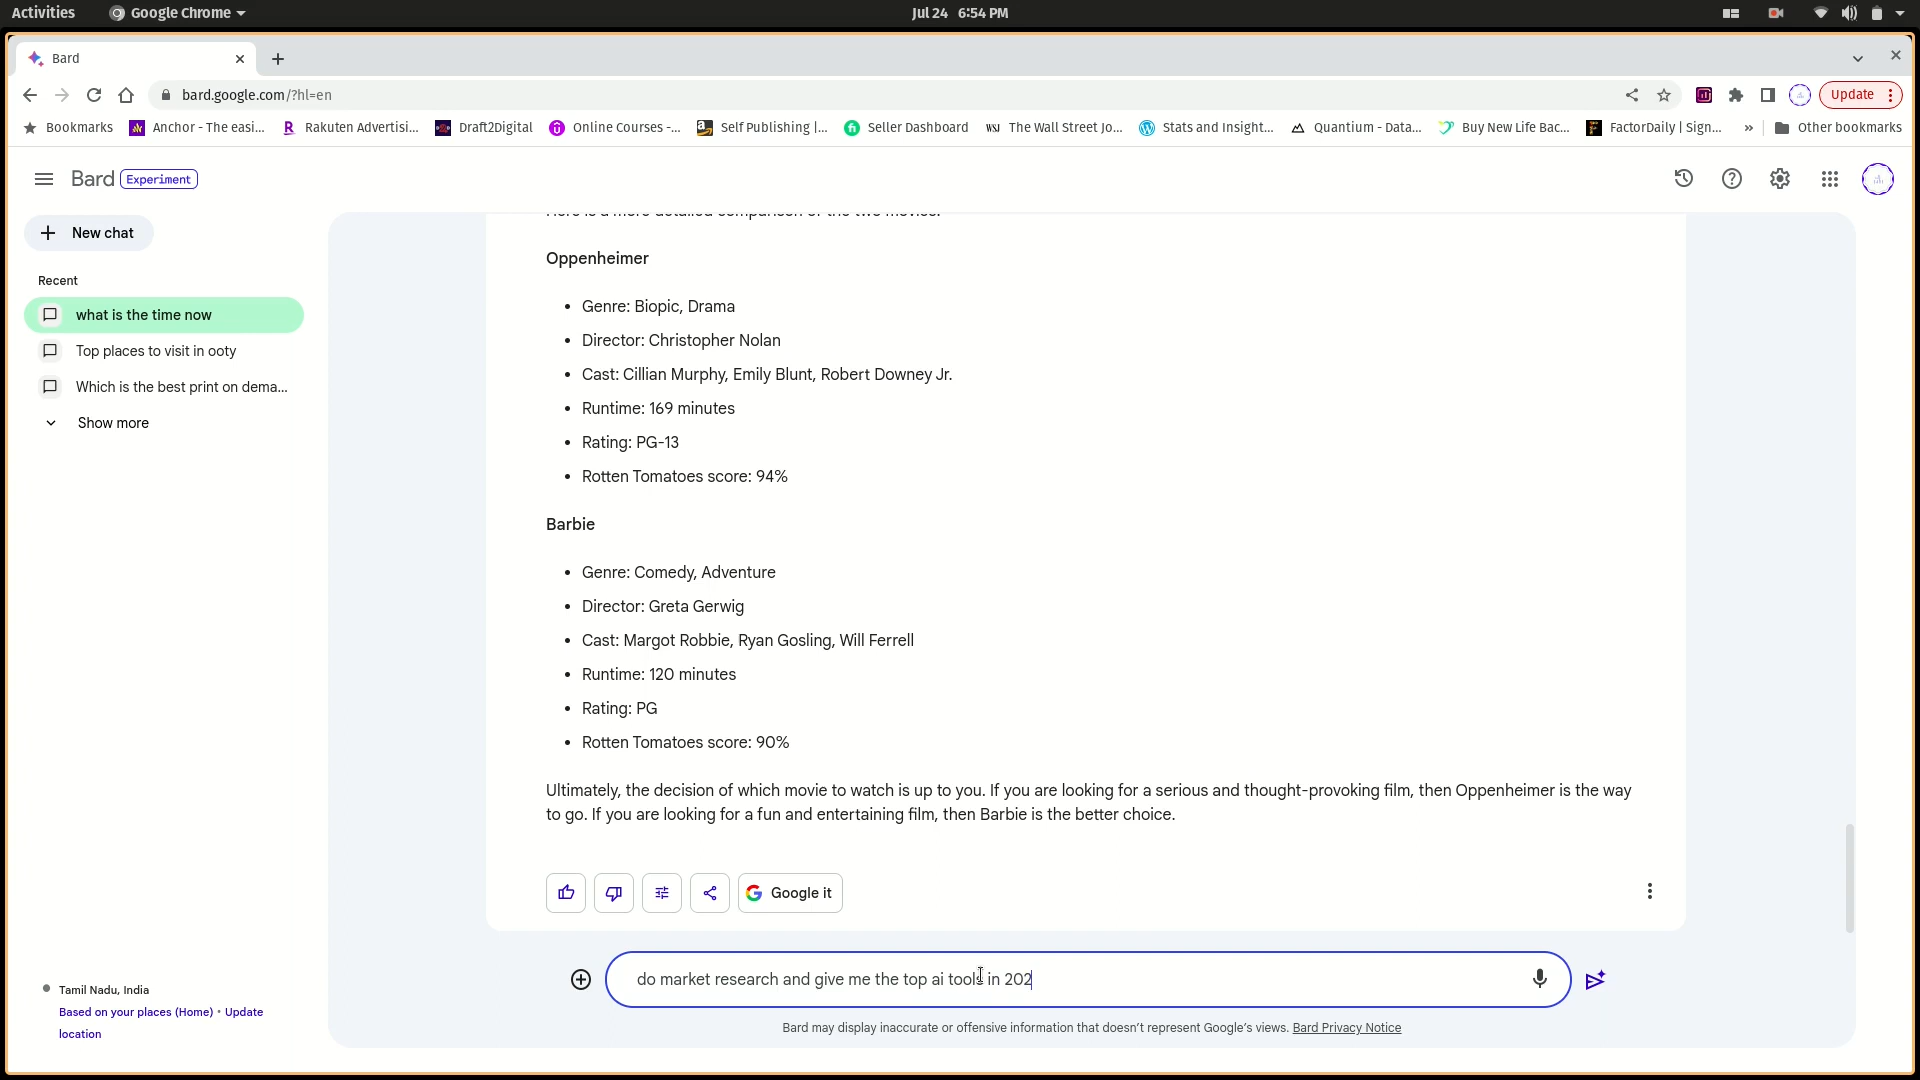 Activities
Google Chrome
Jul 24 6:54 PM
Bard
bard.google.com/?hl=en
Update
Bookmarks
Anchor - The easi...
Rakuten Advertisi...
Draft2Digital
Online Courses -...
Self Publishing |...
Seller Dashboard
WSJ
The Wall Street Jo...
Stats and Insight...
Quantium - Data...
Buy New Life Bac...
FactorDaily | Sign...
»
Other bookmarks
Bard Experiment
New chat
Recent
what is the time now
Top places to visit in ooty
Which is the best print on dema...
Show more
Tamil Nadu, India
Based on your places (Home) • Update
location
Here is a more detailed comparison of the two movies:
Oppenheimer
• Genre: Biopic, Drama
• Director: Christopher Nolan
• Cast: Cillian Murphy, Emily Blunt, Robert Downey Jr.
• Runtime: 169 minutes
• Rating: PG-13
• Rotten Tomatoes score: 94%
Barbie
• Genre: Comedy, Adventure
• Director: Greta Gerwig
• Cast: Margot Robbie, Ryan Gosling, Will Ferrell
• Runtime: 120 minutes
• Rating: PG
• Rotten Tomatoes score: 90%
Ultimately, the decision of which movie to watch is up to you. If you are looking for a serious and thought-provoking film, then Oppenheimer is the way
to go. If you are looking for a fun and entertaining film, then Barbie is the better choice.
Google it
do market research and give me the top ai tools in 202
Bard may display inaccurate or offensive information that doesn't represent Google's views. Bard Privacy Notice